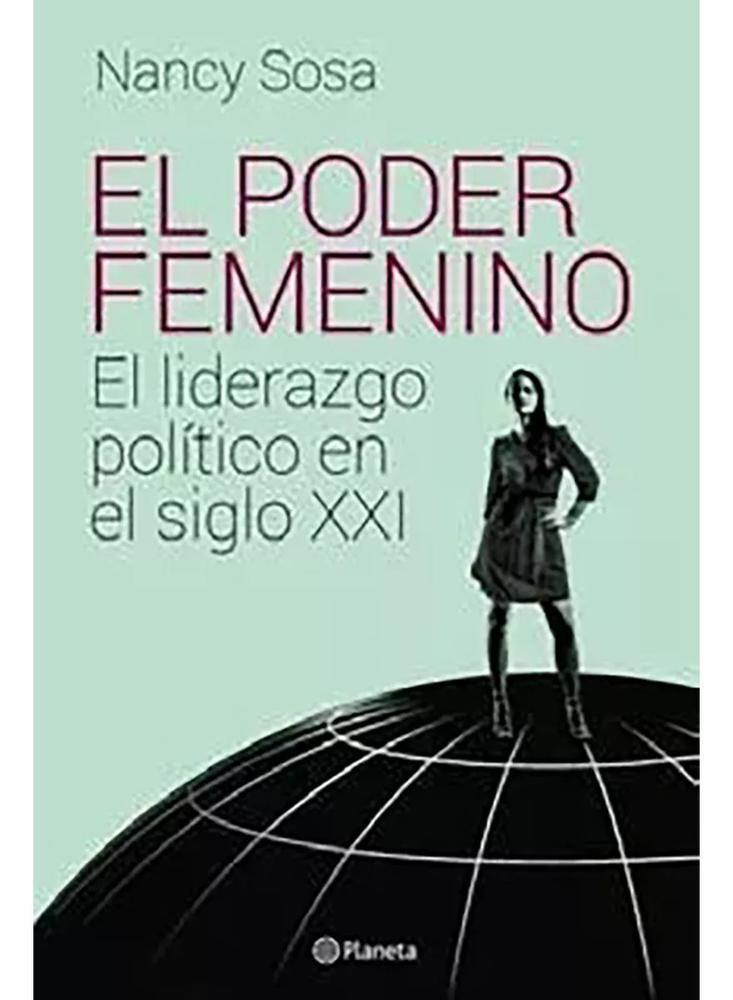 Nancy Sosa
EL PODER
FEMENINO
El liderazgo
político en
el siglo XXI
Planeta